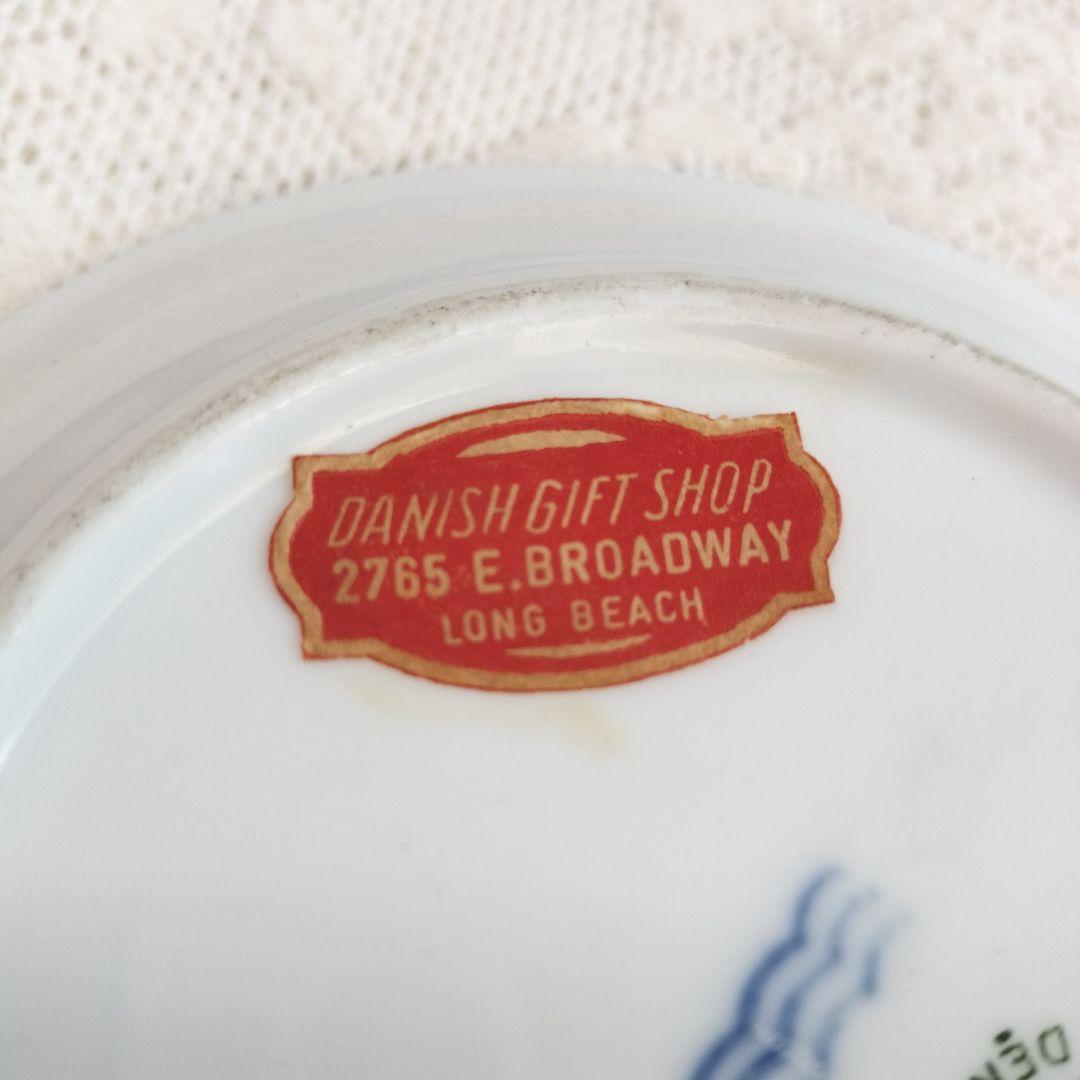 DANISH GIFT SHOP
2765 E. BROADWAY
LONG BEACH